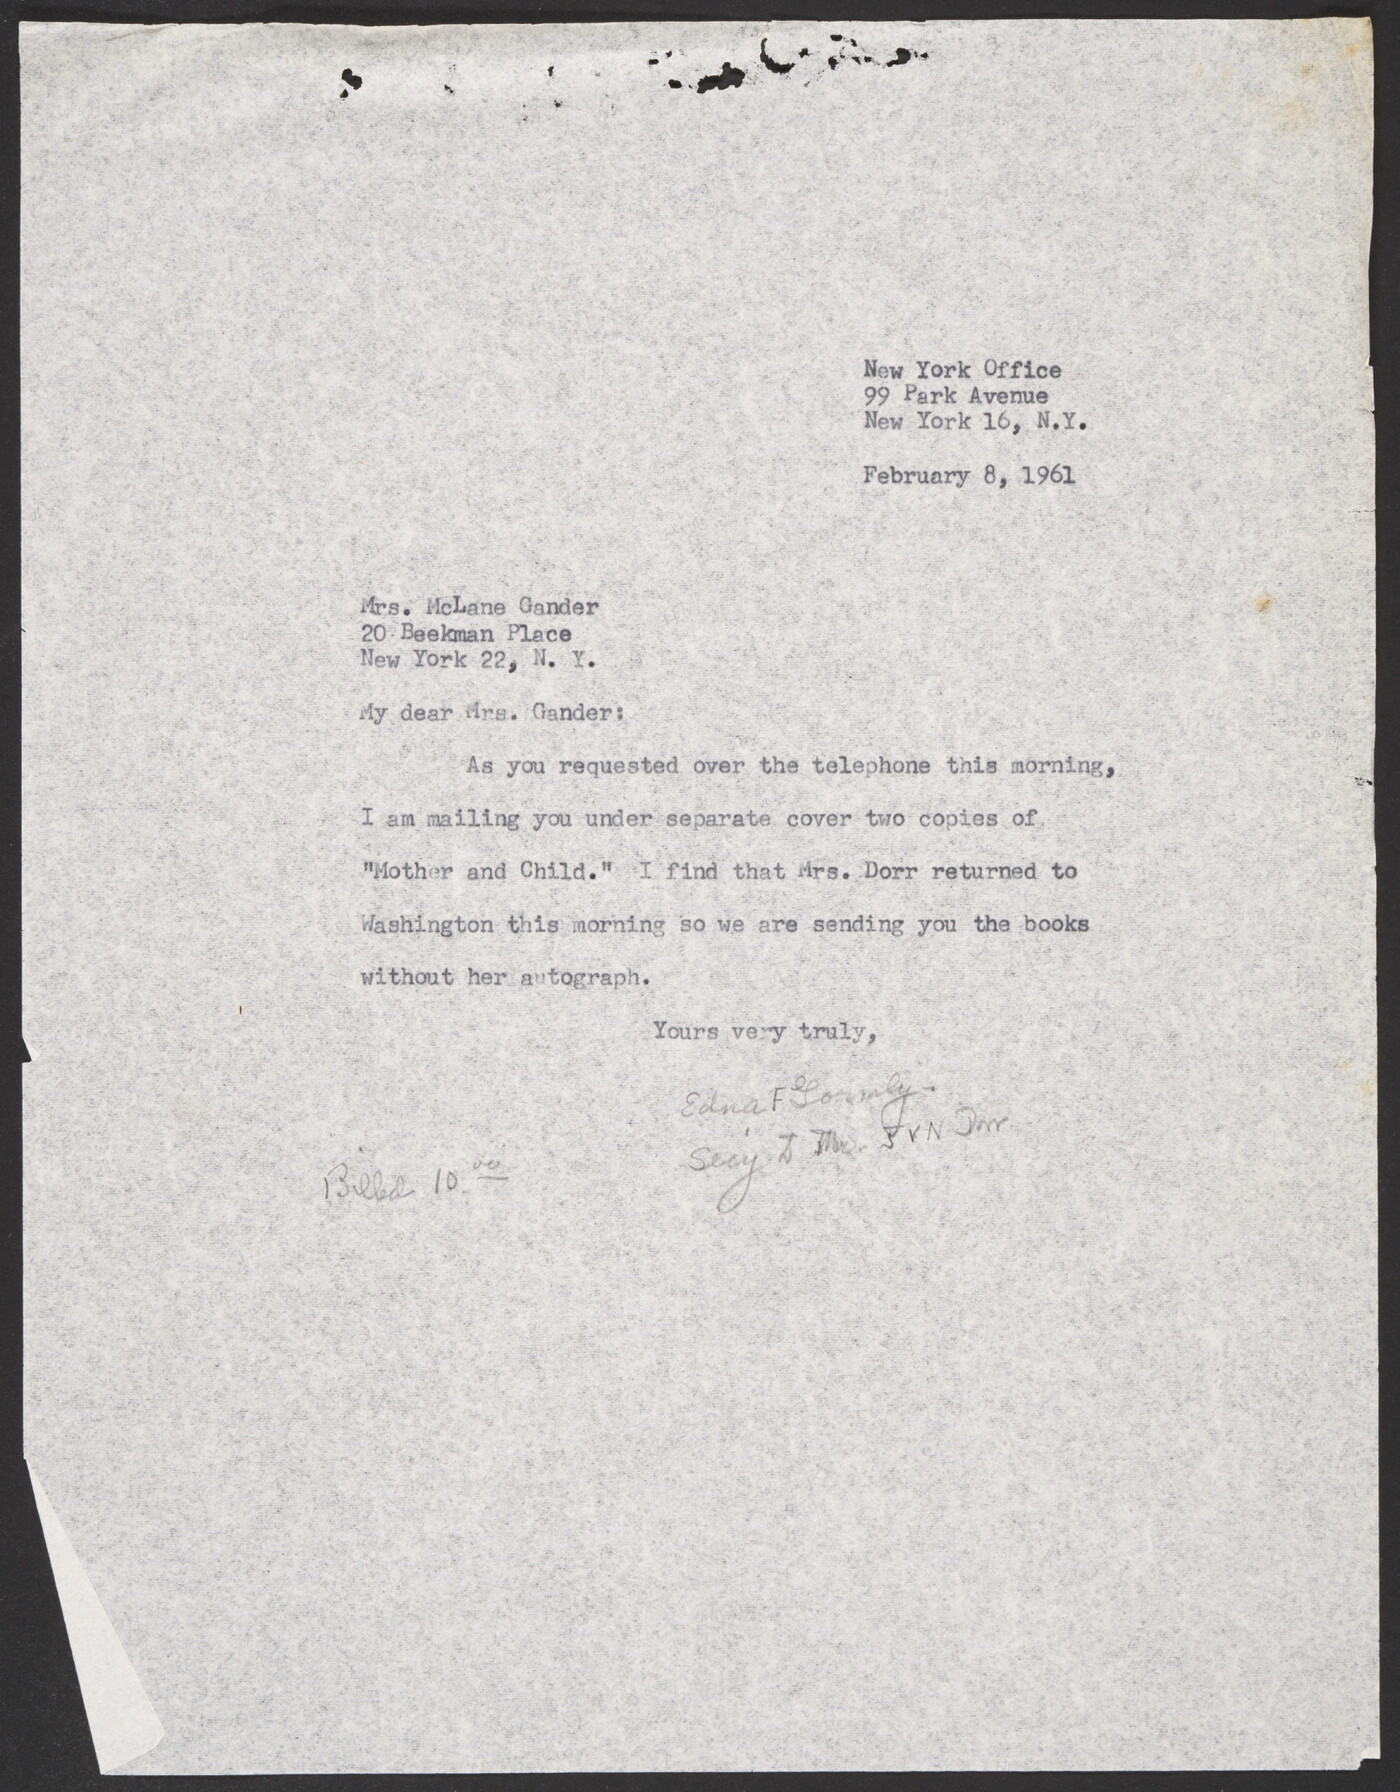 New York Office
99 Park Avenue
New York 16, N.Y.
February 8, 1961
Mrs. McLane Gander
20 Beekman Place
New York 22, N. Y.
My dear Mrs. Gander:
As you requested over the telephone this morning,
I am mailing you under separate cover two copies of
"Mother and Child." I find that Mrs. Dorr returned to
Washington this morning so we are sending you the books
without her autograph.
Yours very truly,
Edna F Gormly
Secy to Mrs. J V N Dorr
Billed 10.00